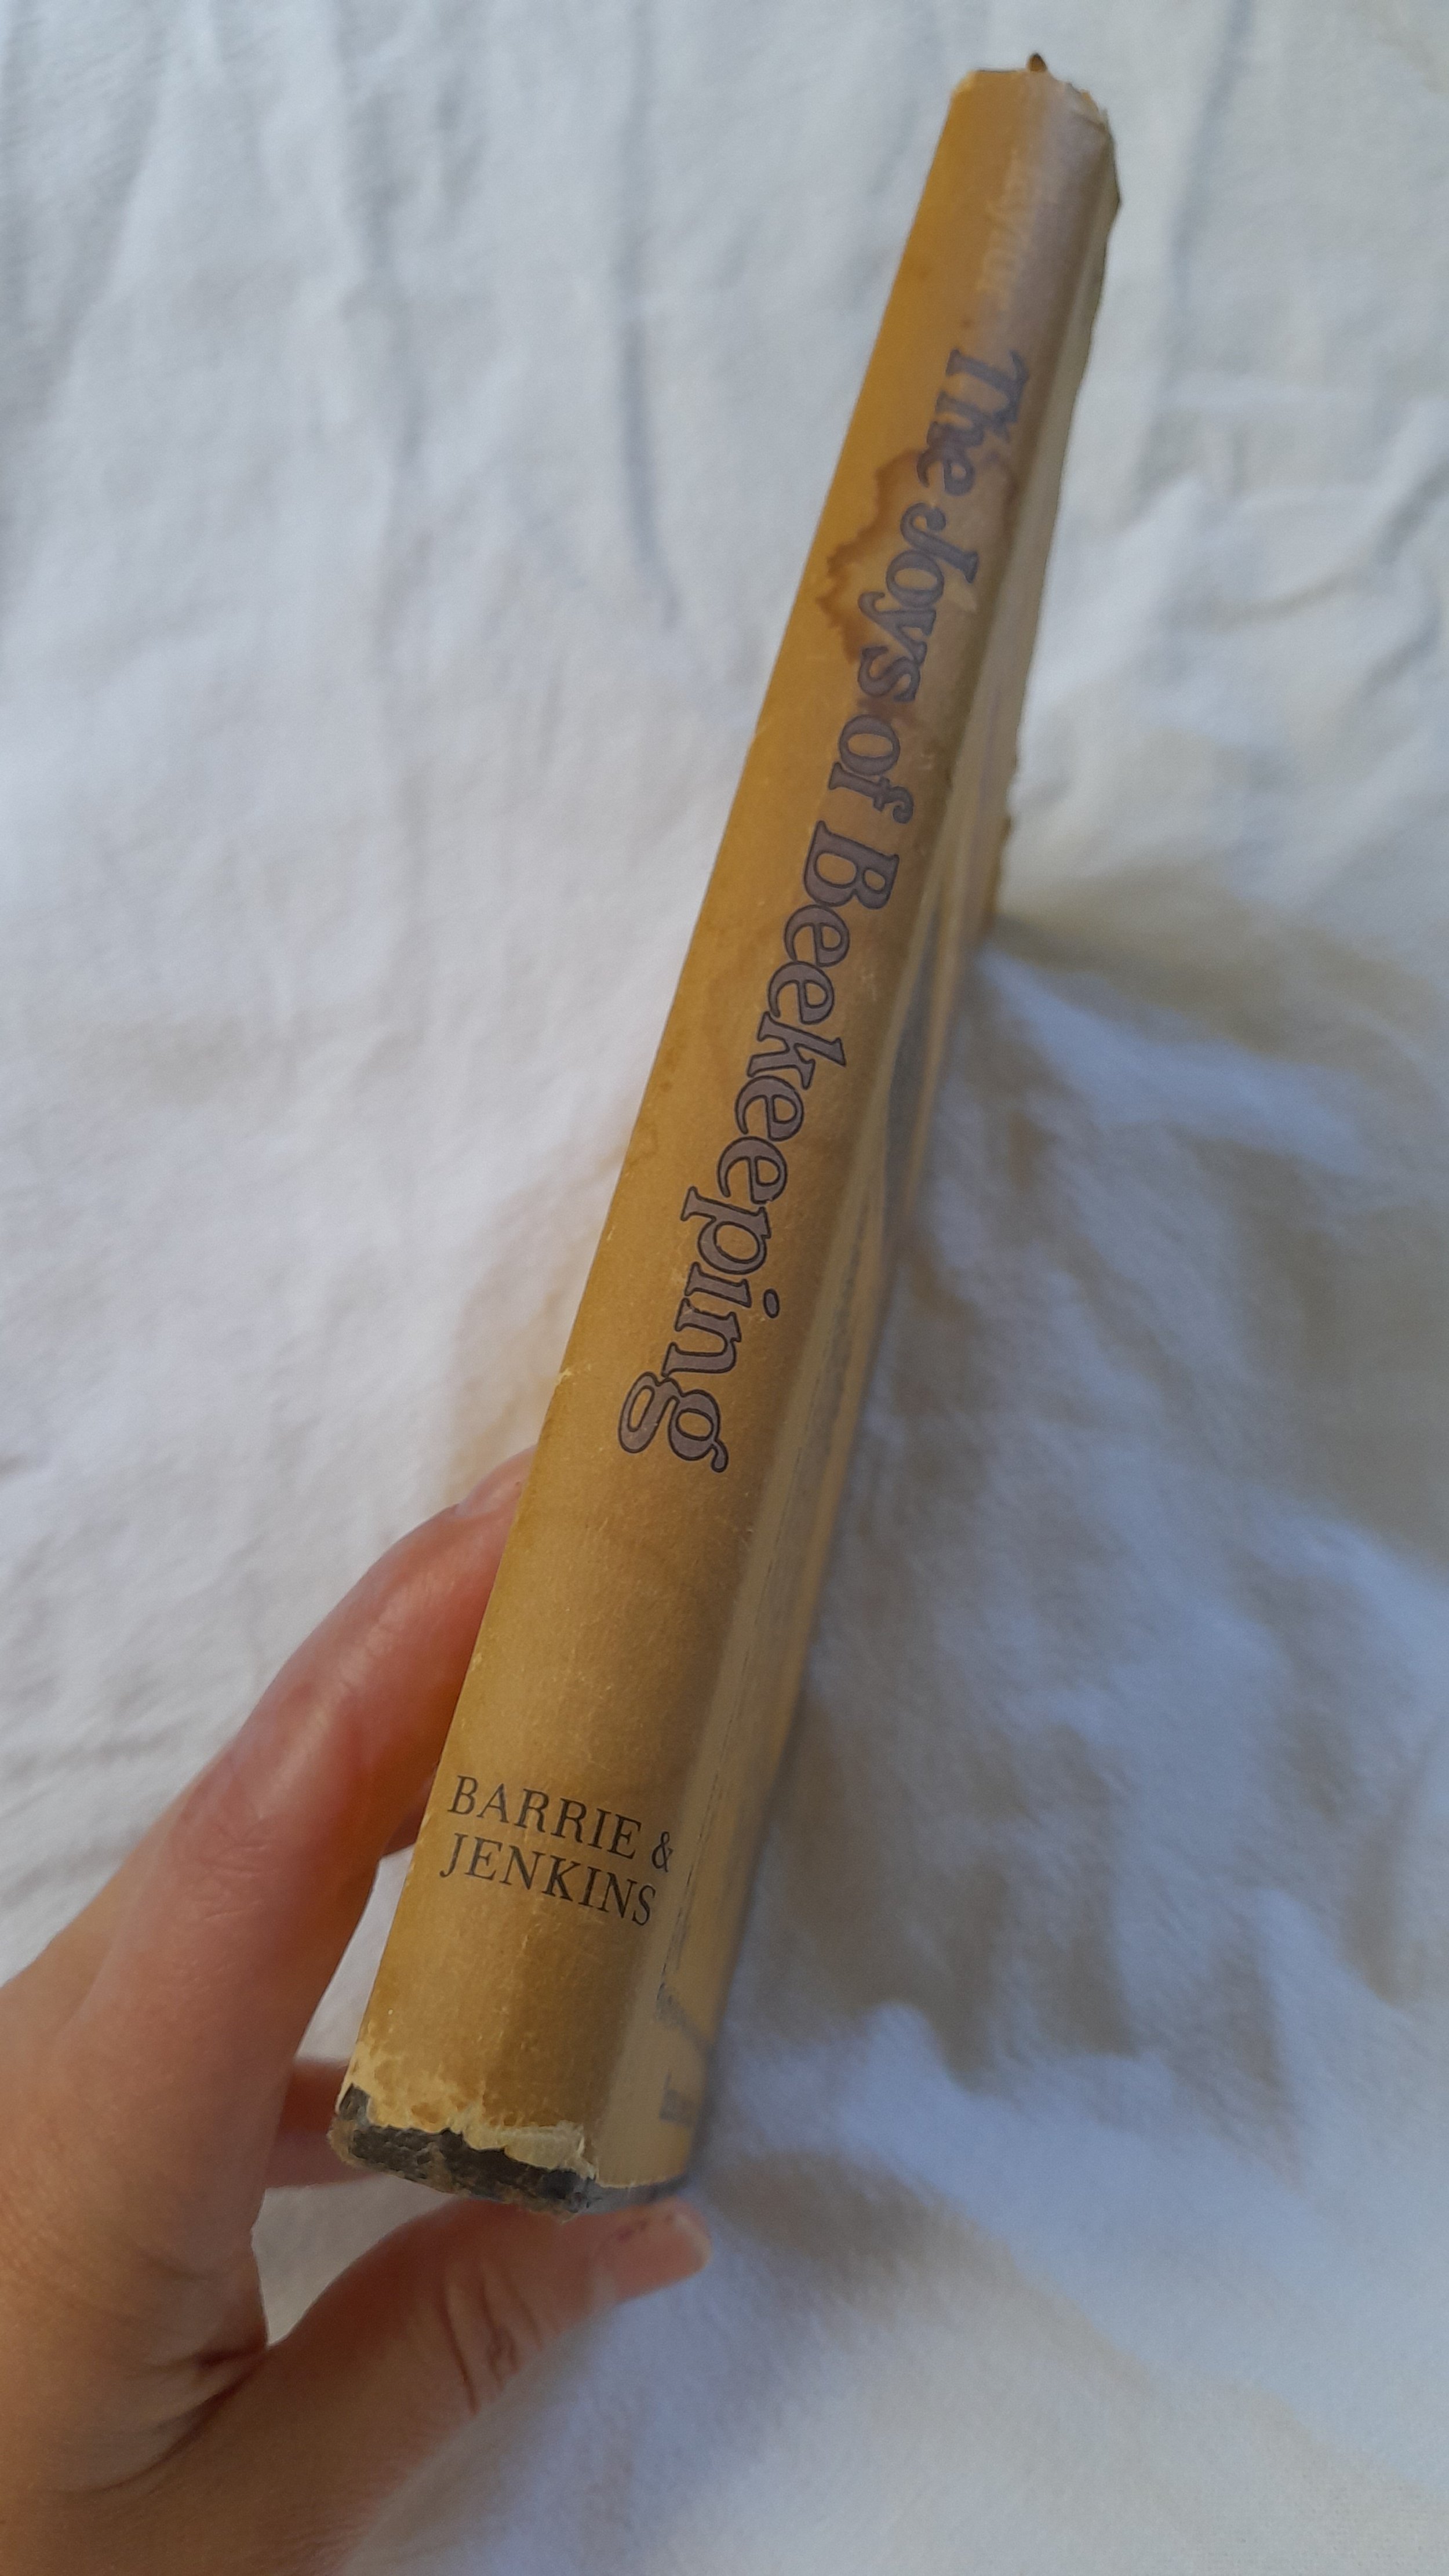 The Joys of Beekeeping
BARRIE &
JENKINS